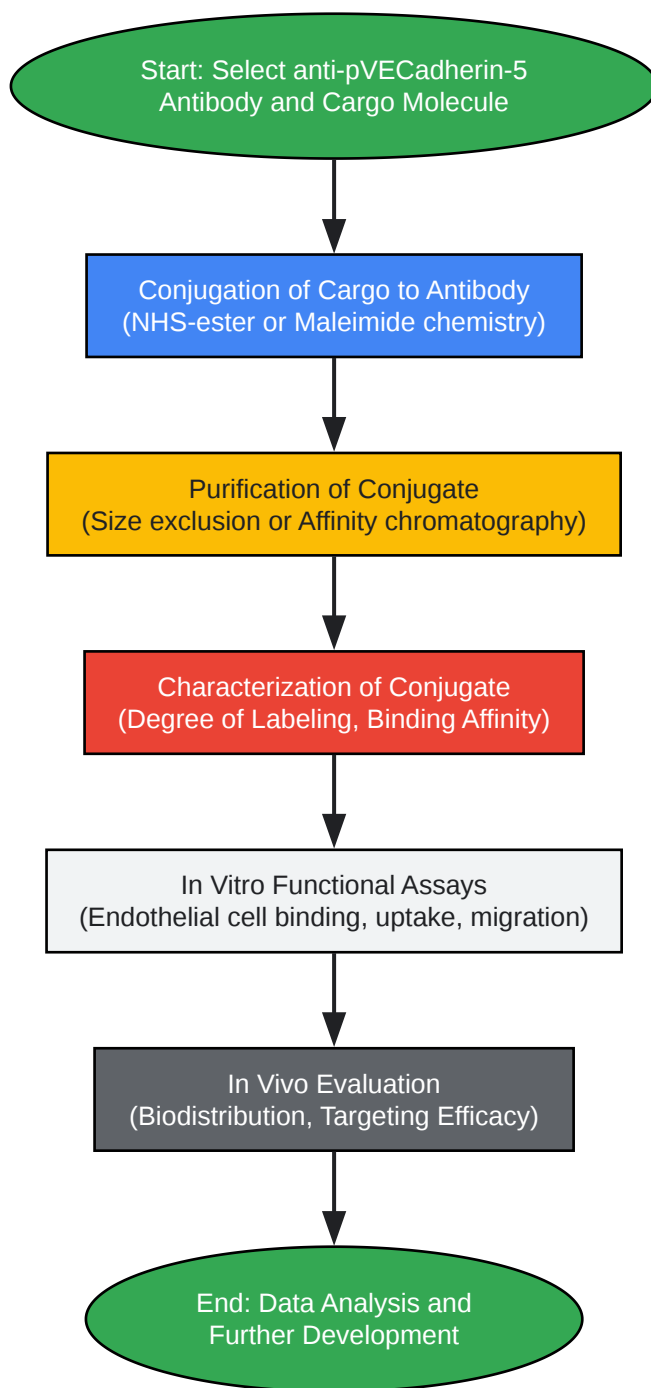 Start: Select anti-pVECadherin-5
Antibody and Cargo Molecule
Conjugation of Cargo to Antibody
(NHS-ester or Maleimide chemistry)
Purification of Conjugate
(Size exclusion or Affinity chromatography)
Characterization of Conjugate
(Degree of Labeling, Binding Affinity)
In Vitro Functional Assays
(Endothelial cell binding, uptake, migration)
In Vivo Evaluation
(Biodistribution, Targeting Efficacy)
End: Data Analysis and
Further Development